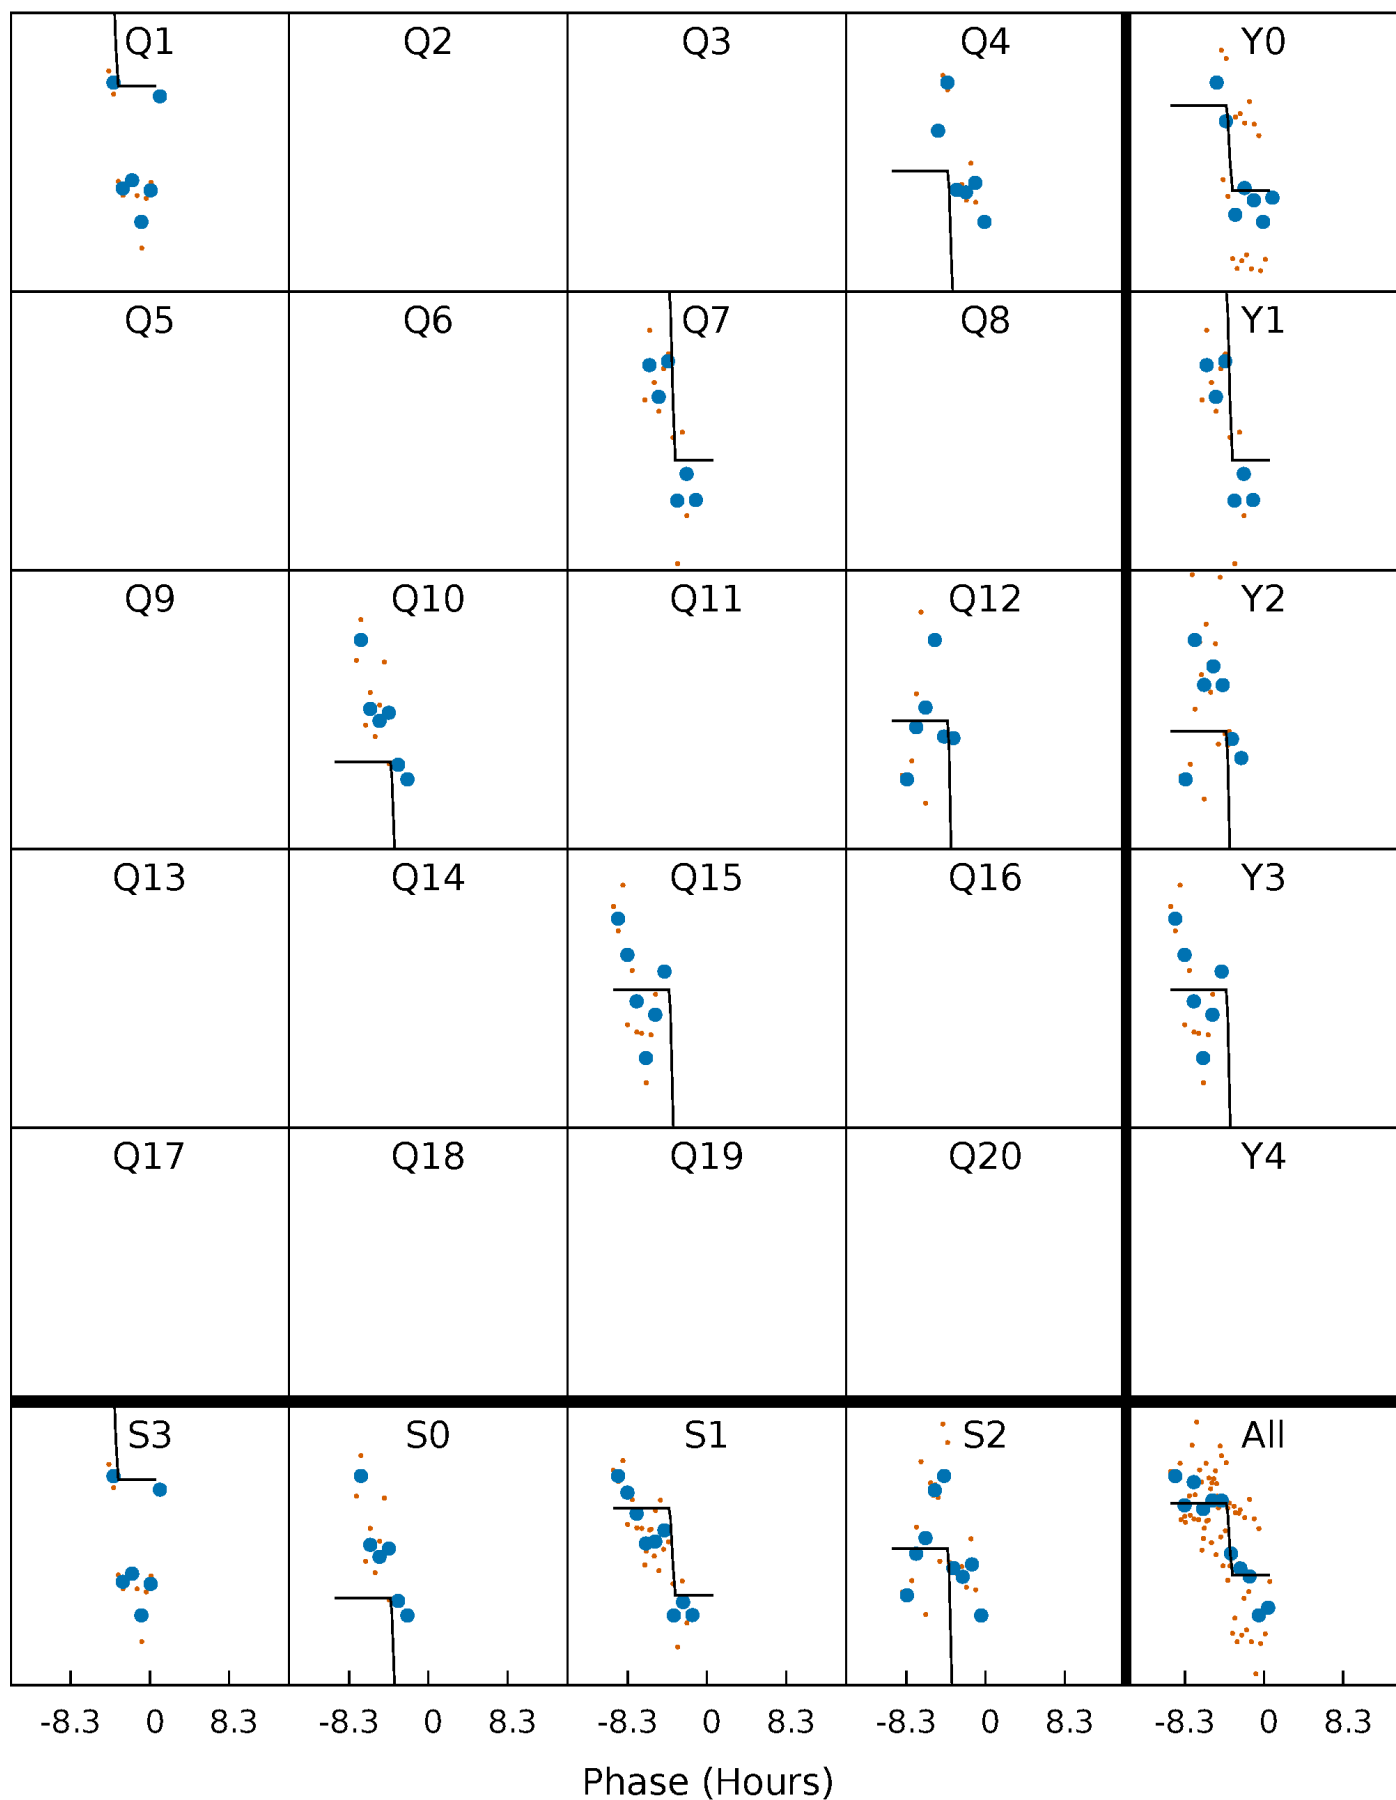 Q1 Q2 Q3 Q4 Y0
Q5 Q6 Q7 Q8 Y1
Q9 Q10 Q11 Q12 Y2
Q13 Q14 Q15 Q16 Y3
Q17 Q18 Q19 Q20 Y4
S3 S0 S1 S2 All
-8.3 0 8.3 -8.3 0 8.3 -8.3 0 8.3 -8.3 0 8.3 -8.3 0 8.3
Phase (Hours)